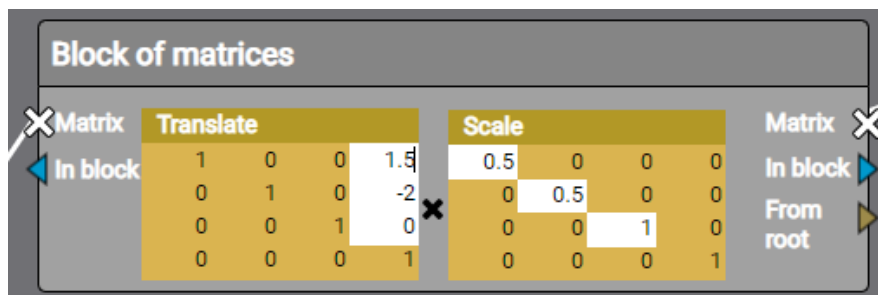 Block of matrices
Matrix
In block
Translate
1 0 0 1.5
0 1 0 -2
0 0 1 0
0 0 0 1
Scale
0.5 0 0 0
0 0.5 0 0
0 0 1 0
0 0 0 1
Matrix
In block
From
root